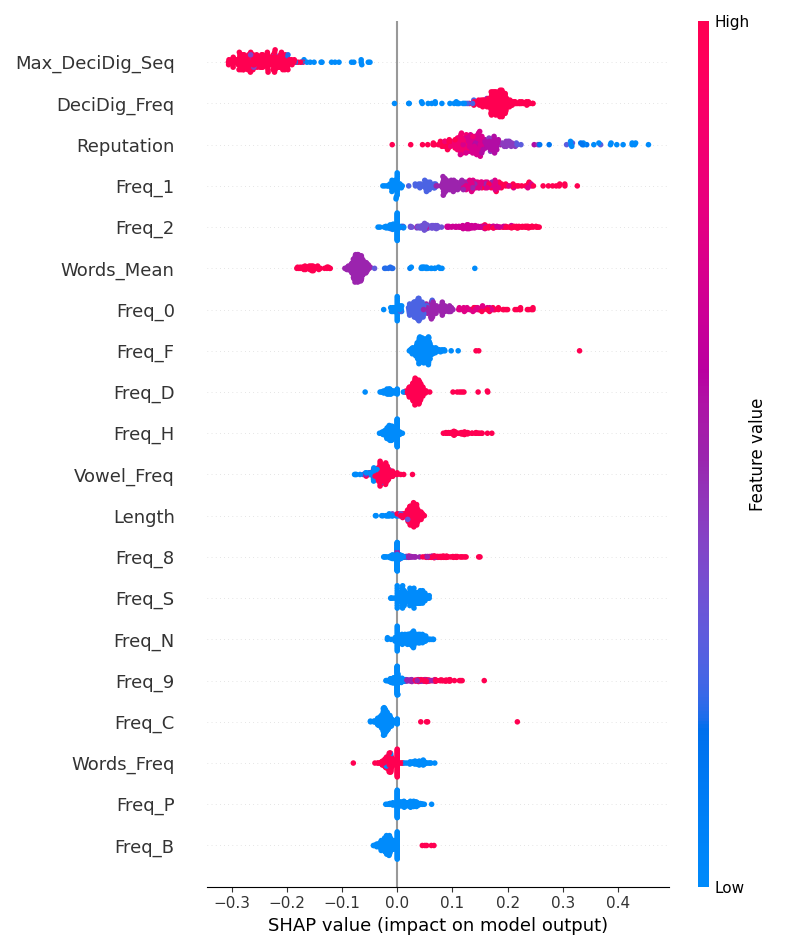 High
Max_DeciDig_Seq
DeciDig_Freq
Reputation
Freq_1
Freq_2
Words_Mean
Freq_0
Freq_F
Freq_D
Freq_H
Vowel_Freq
Length
Freq_8
Freq_S
Freq_N
Freq_9
Freq_C
Words_Freq
Freq_P
Freq_B
Feature value
Low
−0.3 −0.2 −0.1 0.0 0.1 0.2 0.3 0.4
SHAP value (impact on model output)